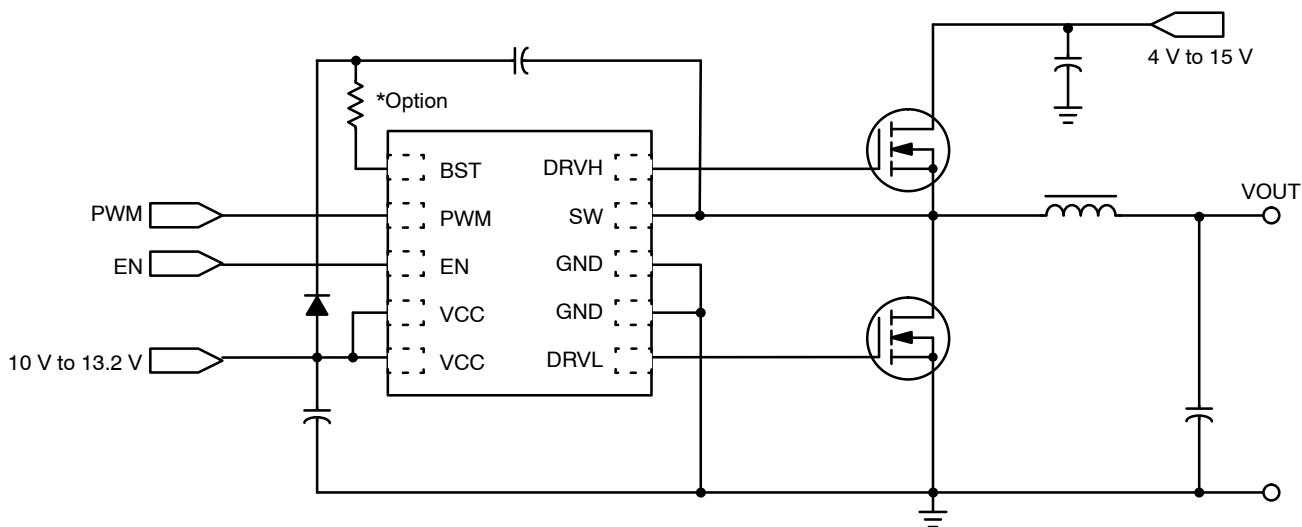 4 V to 15 V
*Option
BST
DRVH
PWM
PWM
SW
VOUT
EN
EN
GND
VCC
GND
10 V to 13.2 V
VCC
DRVL